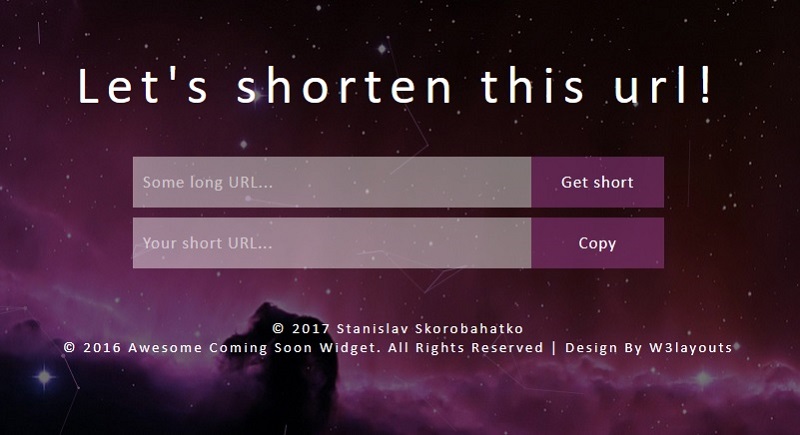 Let's shorten this url!
Some long URL... Get short
Your short URL... Copy
© 2017 Stanislav Skorobahatko
© 2016 Awesome Coming Soon Widget. All Rights Reserved | Design By W3layouts